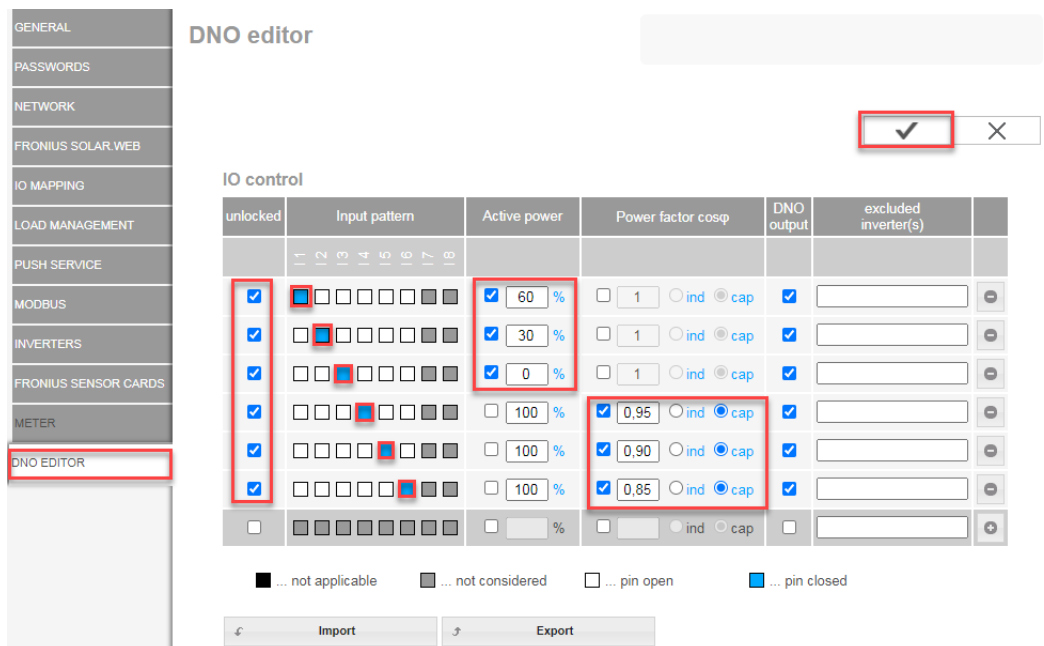 GENERAL
PASSWORDS
NETWORK
FRONIUS SOLAR.WEB
IO MAPPING
LOAD MANAGEMENT
PUSH SERVICE
MODBUS
INVERTERS
FRONIUS SENSOR CARDS
METER
DNO EDITOR
DNO editor
IO control
unlocked Input pattern Active power Power factor cosφ DNO output excluded inverter(s)
I1 I2 I3 I4 I5 I6 I7 I8
60 % 1 ind cap
30 % 1 ind cap
0 % 1 ind cap
100 % 0,95 ind cap
100 % 0,90 ind cap
100 % 0,85 ind cap
% ind cap
... not applicable ... not considered ... pin open ... pin closed
Import Export